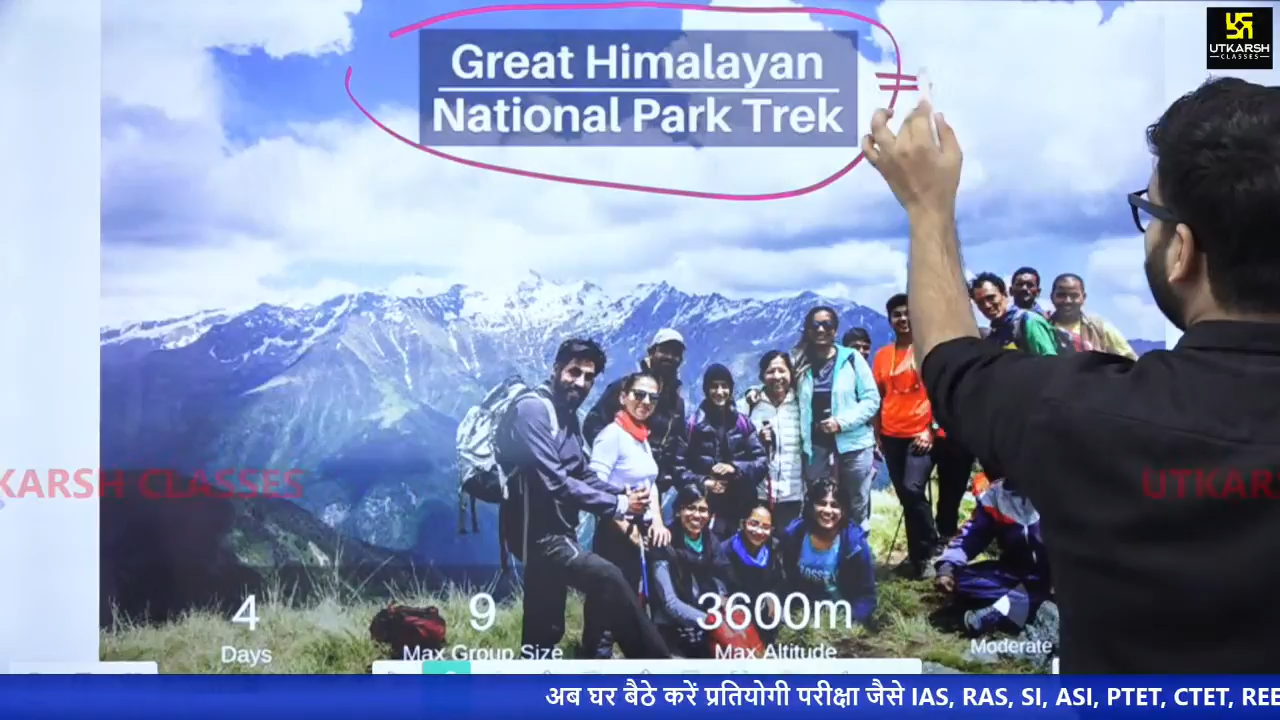 Great Himalayan
National Park Trek
UTKARSH
CLASSES
KARSH CLASSES
UTKAR
4
Days
9
Max Group Size
3600m
Max Altitude
Moderate
अब घर बैठे करें प्रतियोगी परीक्षा जैसे IAS, RAS, SI, ASI, PTET, CTET, REE